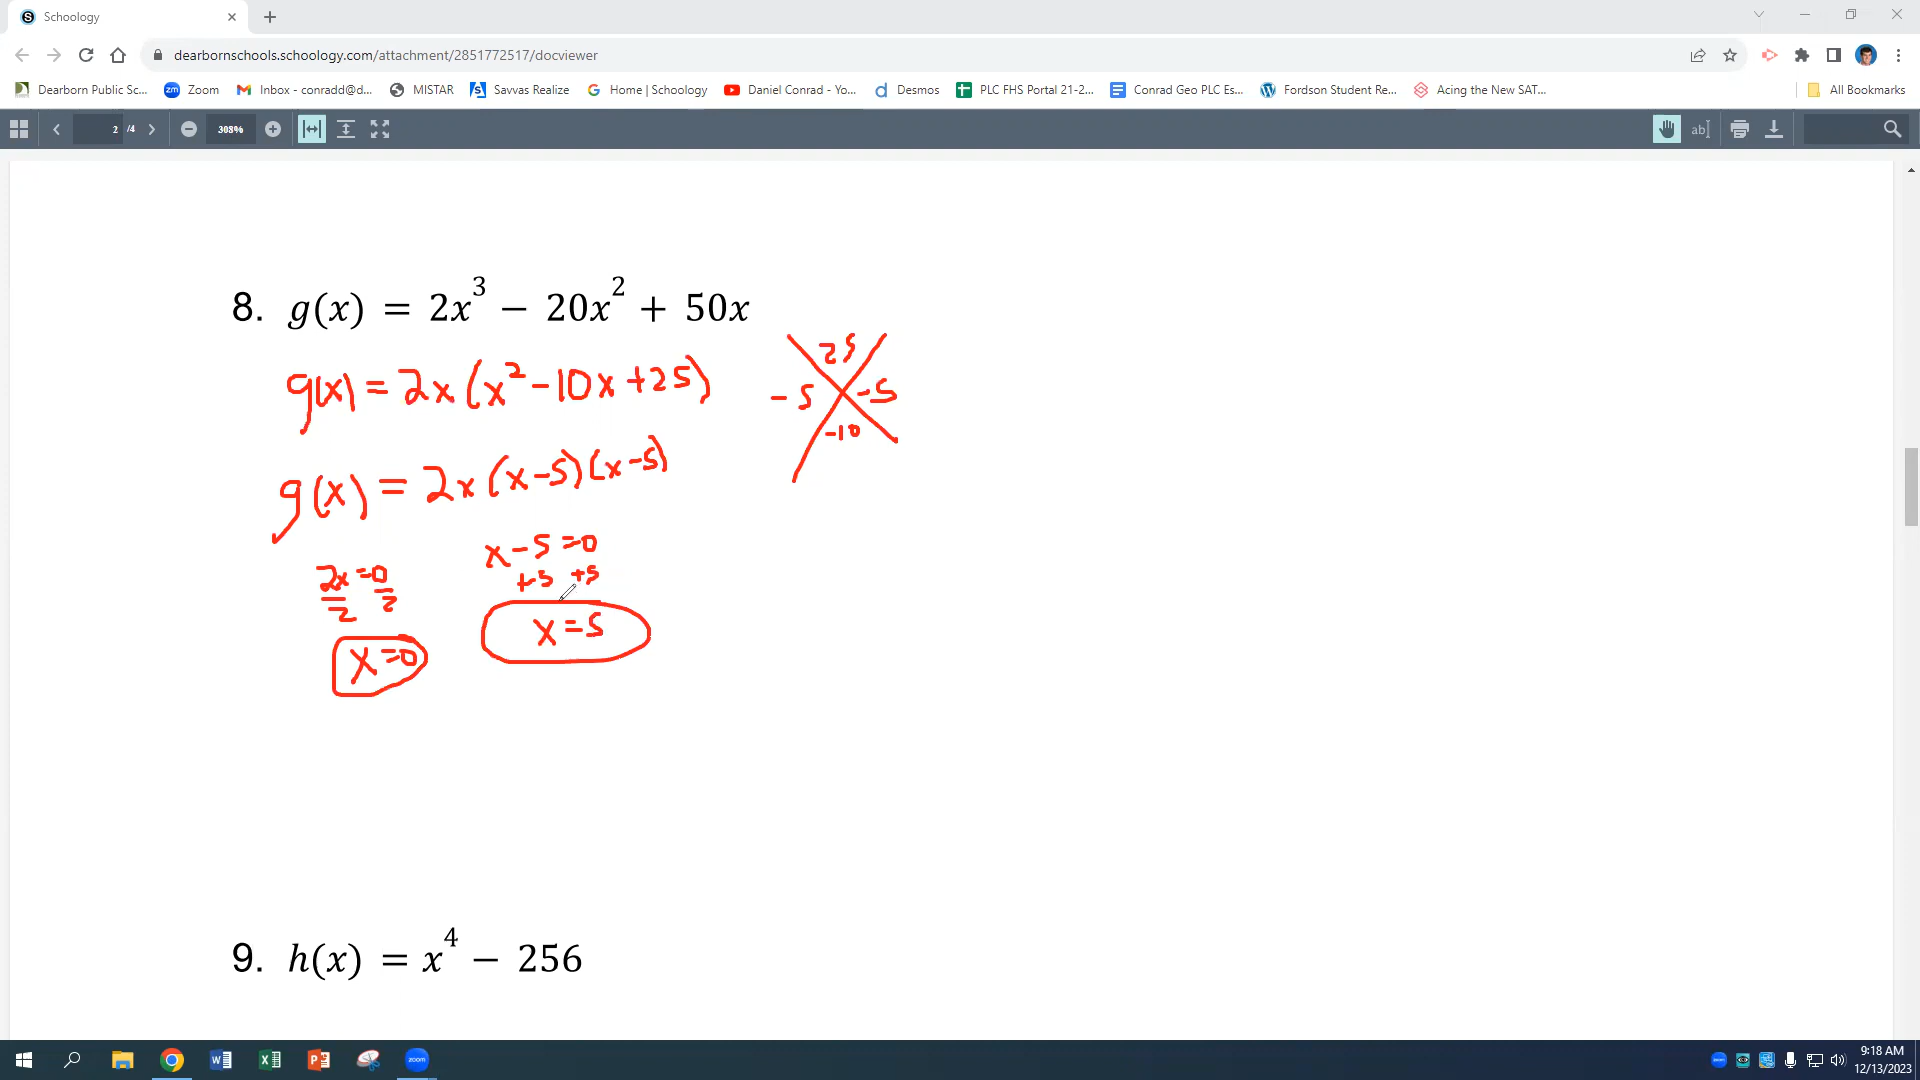 Schoology
dearbornschools.schoology.com/attachment/2851772517/docviewer
Dearborn Public Sc... Zoom Inbox - conradd@d... MISTAR Savvas Realize Home | Schoology Daniel Conrad - Yo... Desmos PLC FHS Portal 21-2... Conrad Geo PLC Es... Fordson Student Re... Acing the New SAT... All Bookmarks
2 /4 308% ab
8. g(x) = 2x³ − 20x² + 50x
g(x) = 2x(x² -10x +25)
25
-5 -5
-10
g(x) = 2x(x-5)(x-5)
x-5=0
+5 +5
x=5
2x=0
2 2
x=0
9. h(x) = x⁴ − 256
9:18 AM
12/13/2023